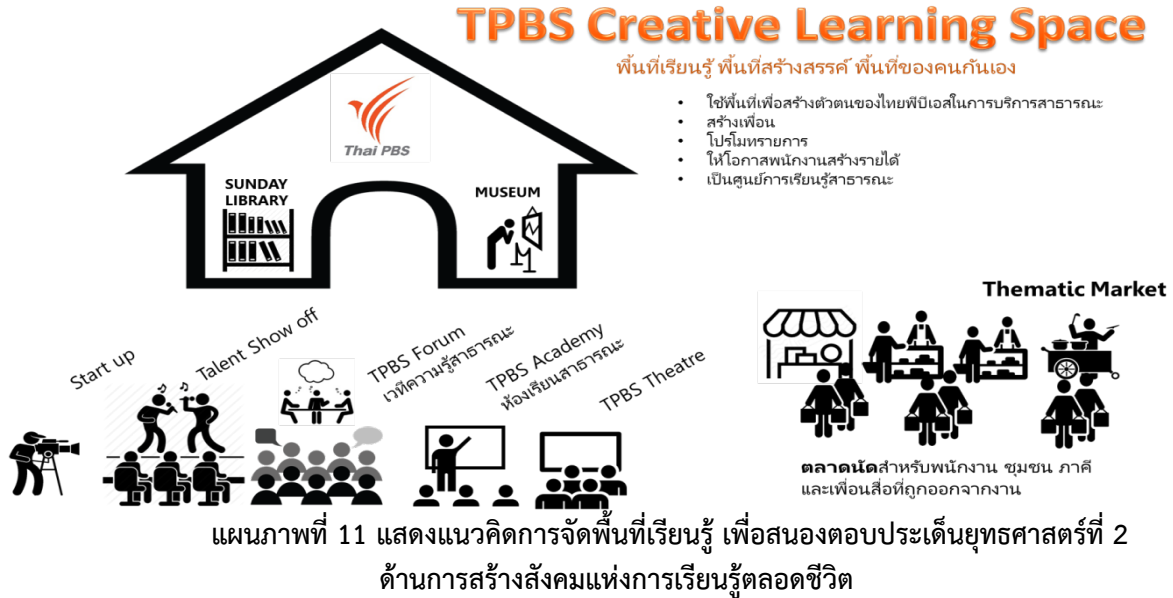 TPBS Creative Learning Space
พื้นที่เรียนรู้ พื้นที่สร้างสรรค์ พื้นที่ของคนกันเอง
• ใช้พื้นที่เพื่อสร้างตัวตนของไทยพีบีเอสในการบริการสาธารณะ
• สร้างเพื่อน
• โปรโมทรายการ
• ให้โอกาสพนักงานสร้างรายได้
• เป็นศูนย์การเรียนรู้สาธารณะ
Thai PBS
SUNDAY
LIBRARY
MUSEUM
Start up
Talent Show off
TPBS Forum
เวทีความรู้สาธารณะ
TPBS Academy
ห้องเรียนสาธารณะ
TPBS Theatre
Thematic Market
ตลาดนัดสำหรับพนักงาน ชุมชน ภาคี
และเพื่อนสื่อที่ถูกออกจากงาน
แผนภาพที่ 11 แสดงแนวคิดการจัดพื้นที่เรียนรู้ เพื่อสนองตอบประเด็นยุทธศาสตร์ที่ 2
ด้านการสร้างสังคมแห่งการเรียนรู้ตลอดชีวิต